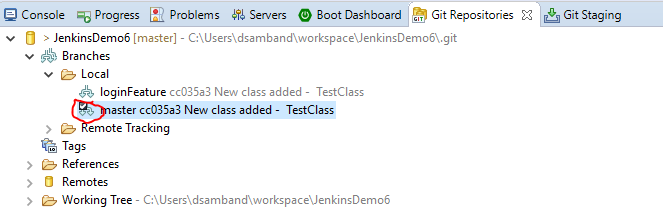 Console Progress Problems Servers Boot Dashboard Git Repositories Git Staging
> JenkinsDemo6 [master] - C:\Users\dsamband\workspace\JenkinsDemo6\.git
Branches
Local
loginFeature cc035a3 New class added - TestClass
master cc035a3 New class added - TestClass
Remote Tracking
Tags
References
Remotes
Working Tree - C:\Users\dsamband\workspace\JenkinsDemo6